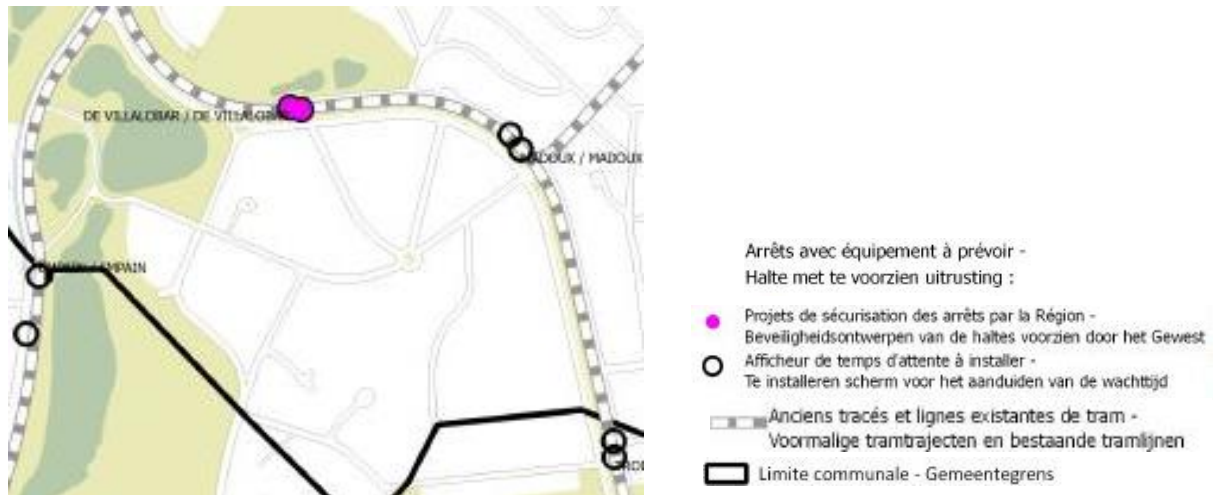 DE VILLALOBAR / DE VILLALOBAR
MADOUX / MADOUX
/ AMPAIN
Arrêts avec équipement à prévoir -
Halte met te voorzien uitrusting :
Projets de sécurisation des arrêts par la Région -
Beveiligheidsontwerpen van de haltes voorzien door het Gewest
Afficheur de temps d'attente à installer -
Te installeren scherm voor het aanduiden van de wachttijd
Anciens tracés et lignes existantes de tram -
Voormalige tramtrajecten en bestaande tramlijnen
Limite communale - Gemeentegrens